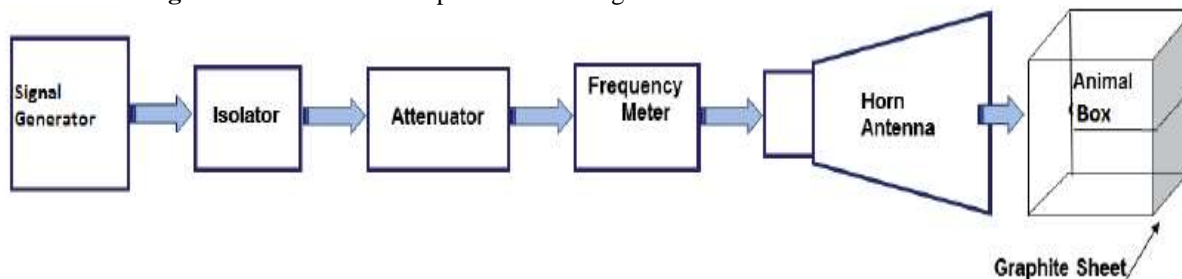 Signal
Generator
Isolator
Attenuator
Frequency
Meter
Horn
Antenna
Animal
Box
Graphite Sheet